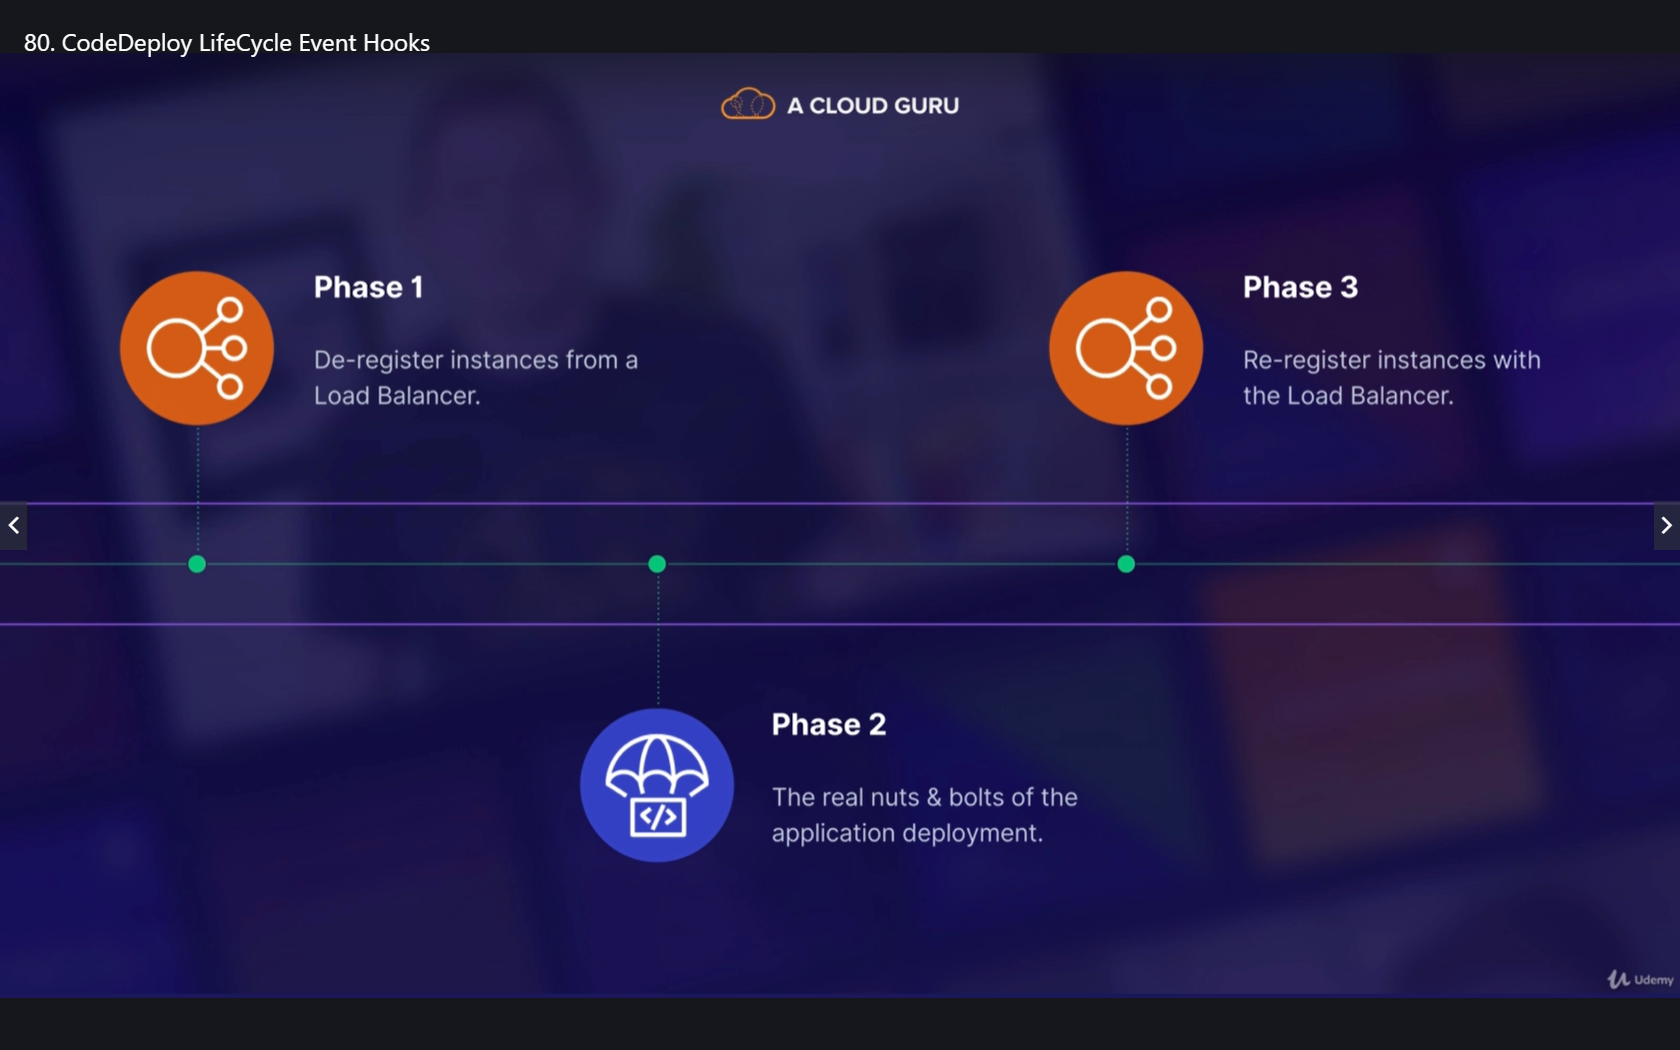 80. CodeDeploy LifeCycle Event Hooks
A CLOUD GURU
Phase 1
De-register instances from a
Load Balancer.
Phase 3
Re-register instances with
the Load Balancer.
Phase 2
The real nuts & bolts of the
application deployment.
</>
Udemy